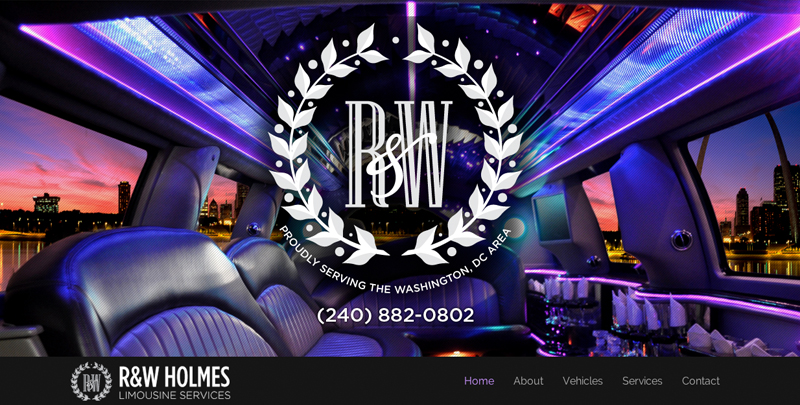 R&W
PROUDLY SERVING THE WASHINGTON, DC AREA
(240) 882-0802
R&W
R&W HOLMES
LIMOUSINE SERVICES
Home
About
Vehicles
Services
Contact